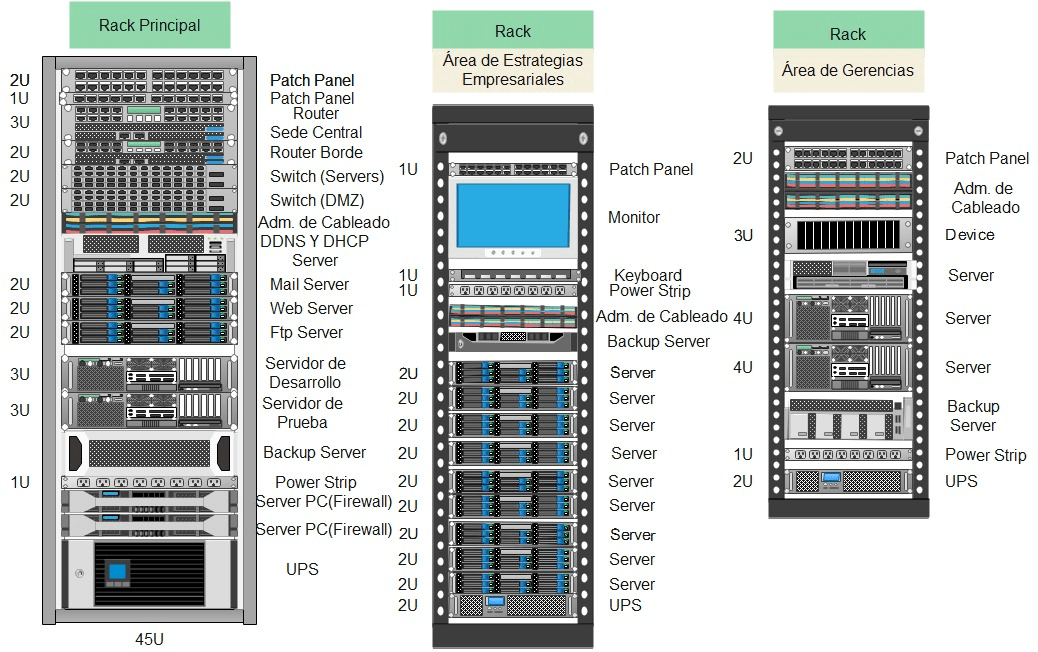 Rack Principal
2U
Patch Panel
1U
Patch Panel
3U
Router
Sede Central
2U
Router Borde
2U
Switch (Servers)
2U
Switch (DMZ)
Adm. de Cableado
DDNS Y DHCP
Server
2U
Mail Server
2U
Web Server
2U
Ftp Server
3U
Servidor de
Desarrollo
3U
Servidor de
Prueba
Backup Server
1U
Power Strip
Server PC(Firewall)
Server PC(Firewall)
UPS
45U
Rack
Área de Estrategias
Empresariales
1U
Patch Panel
Monitor
1U
Keyboard
1U
Power Strip
Adm. de Cableado
Backup Server
2U
Server
2U
Server
2U
Server
2U
Server
2U
Server
2U
Server
2U
Server
2U
Server
2U
Server
2U
UPS
Rack
Área de Gerencias
2U
Patch Panel
Adm. de
Cableado
3U
Device
Server
4U
Server
4U
Server
Backup
Server
1U
Power Strip
2U
UPS